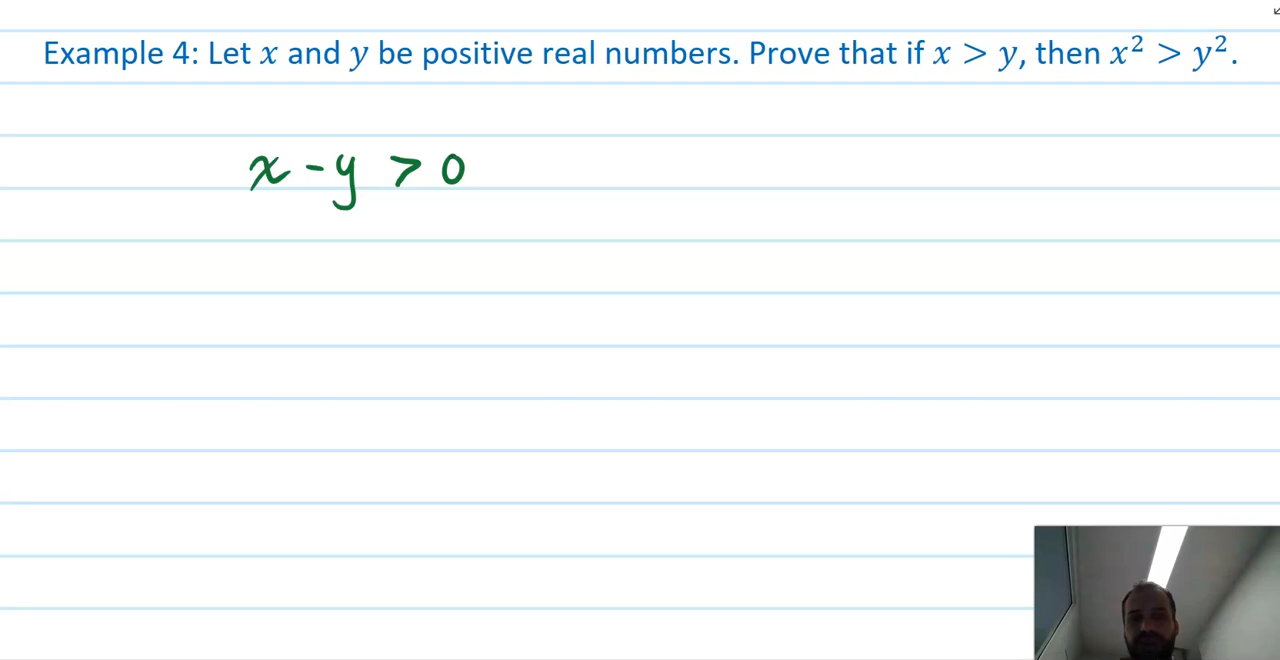 Example 4: Let x and y be positive real numbers. Prove that if x > y, then x² > y².
x - y > 0